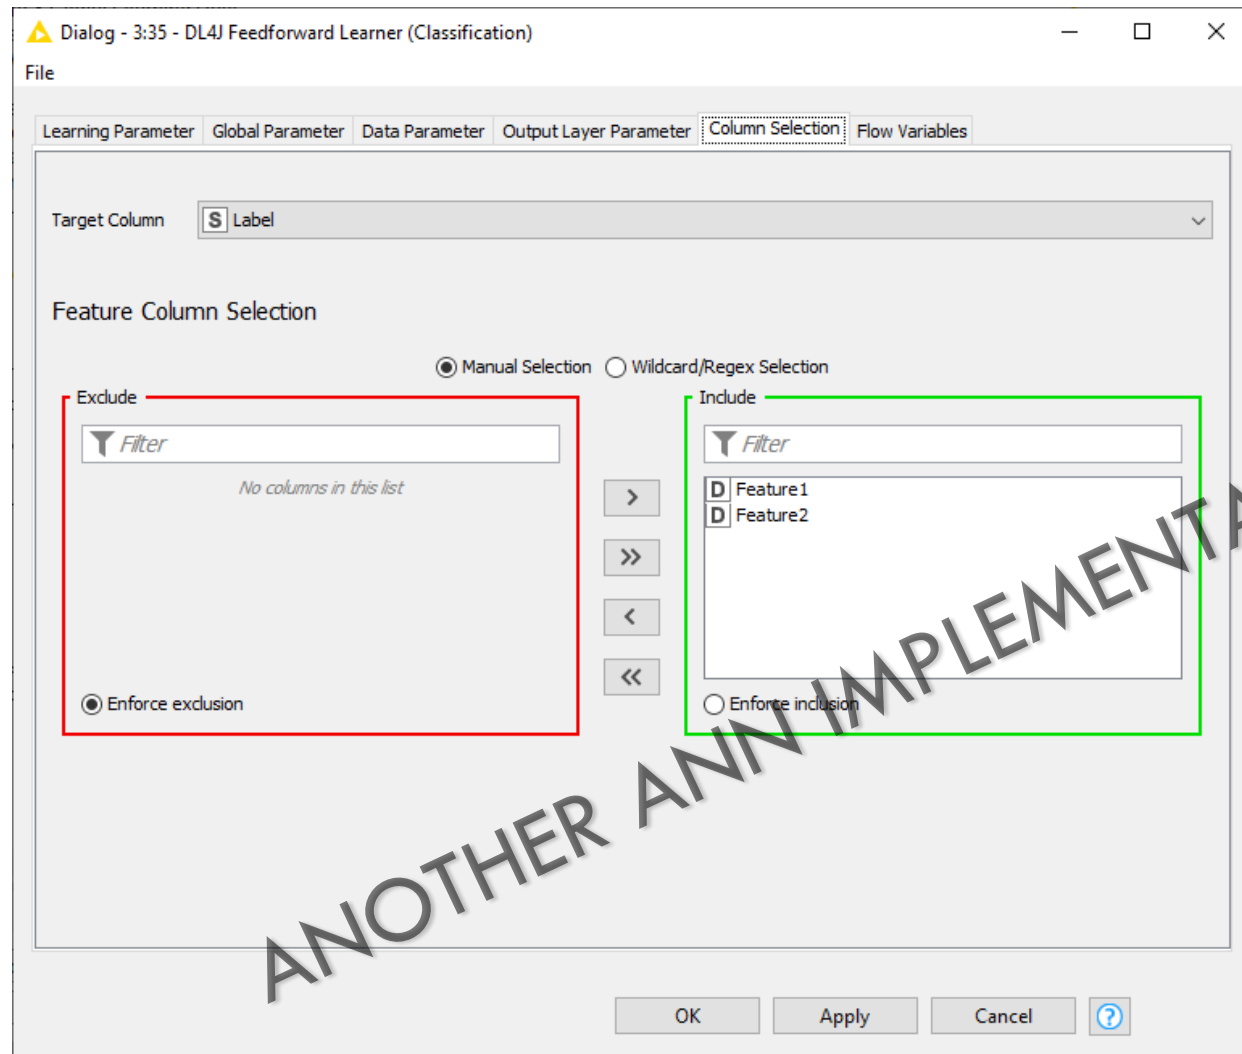 Dialog - 3:35 - DL4J Feedforward Learner (Classification)
File
Learning Parameter Global Parameter Data Parameter Output Layer Parameter Column Selection Flow Variables
Target Column S Label
Feature Column Selection
Manual Selection Wildcard/Regex Selection
Exclude Include
Filter Filter
No columns in this list
D Feature1
D Feature2
> 
>>
<
<<
Enforce exclusion Enforce inclusion
ANOTHER ANN IMPLEMENTA
OK Apply Cancel ?